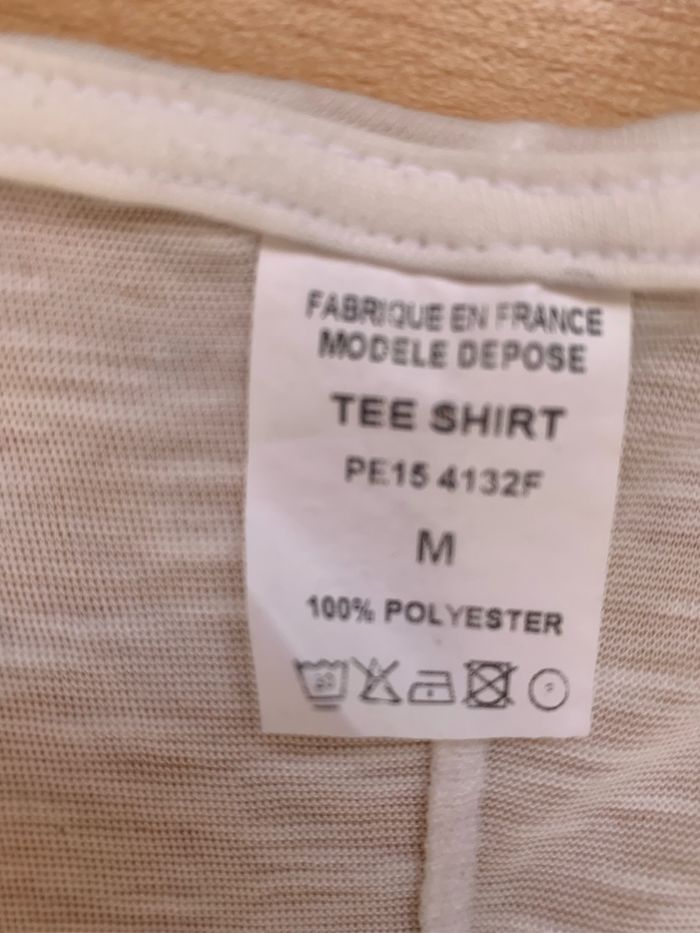 FABRIQUE EN FRANCE
MODELE DEPOSE
TEE SHIRT
PE15 4132F
M
100% POLYESTER